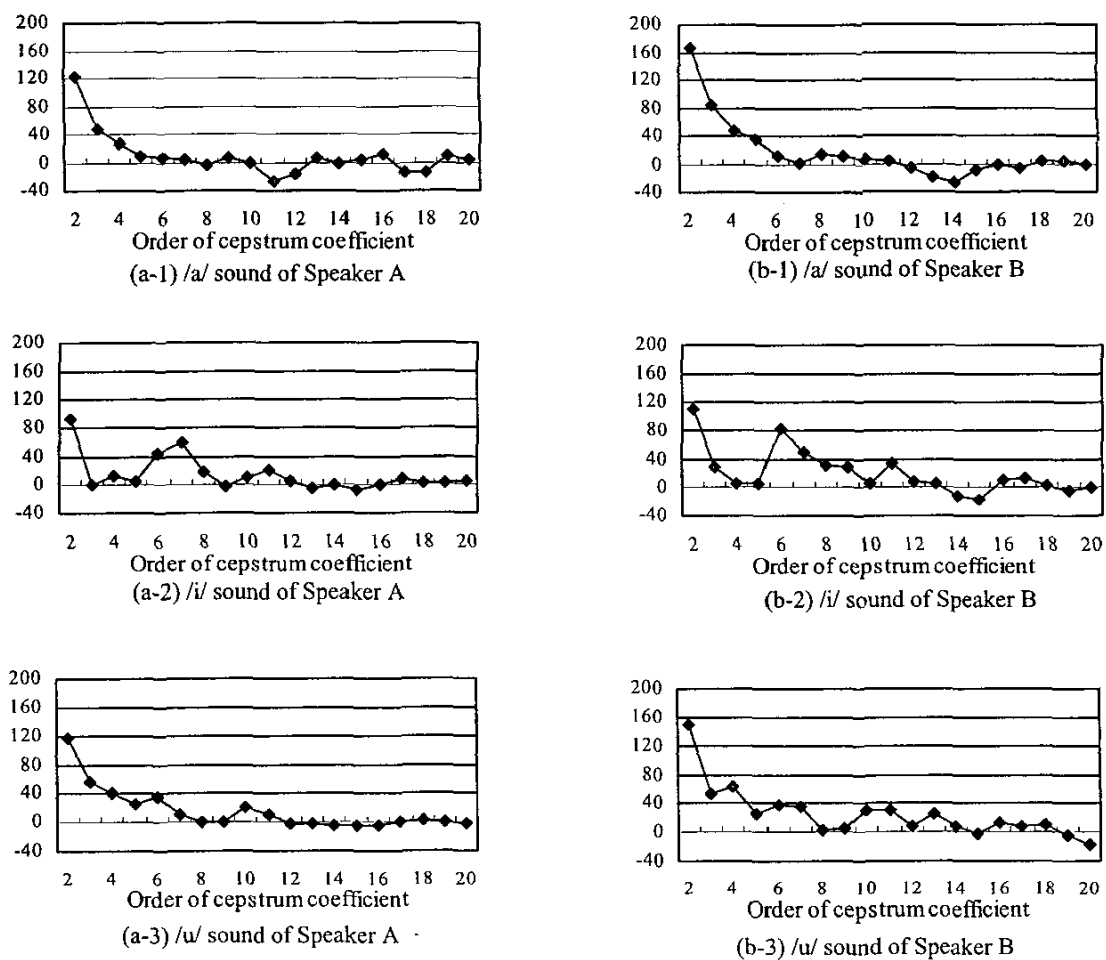 200
160
120
80
40
0
-40
2 4 6 8 10 12 14 16 18 20
Order of cepstrum coefficient
(a-1) /a/ sound of Speaker A
200
160
120
80
40
0
-40
2 4 6 8 10 12 14 16 18 20
Order of cepstrum coefficient
(b-1) /a/ sound of Speaker B
200
160
120
80
40
0
-40
2 4 6 8 10 12 14 16 18 20
Order of cepstrum coefficient
(a-2) /i/ sound of Speaker A
200
160
120
80
40
0
-40
2 4 6 8 10 12 14 16 18 20
Order of cepstrum coefficient
(b-2) /i/ sound of Speaker B
200
160
120
80
40
0
-40
2 4 6 8 10 12 14 16 18 20
Order of cepstrum coefficient
(a-3) /u/ sound of Speaker A
200
160
120
80
40
0
-40
2 4 6 8 10 12 14 16 18 20
Order of cepstrum coefficient
(b-3) /u/ sound of Speaker B